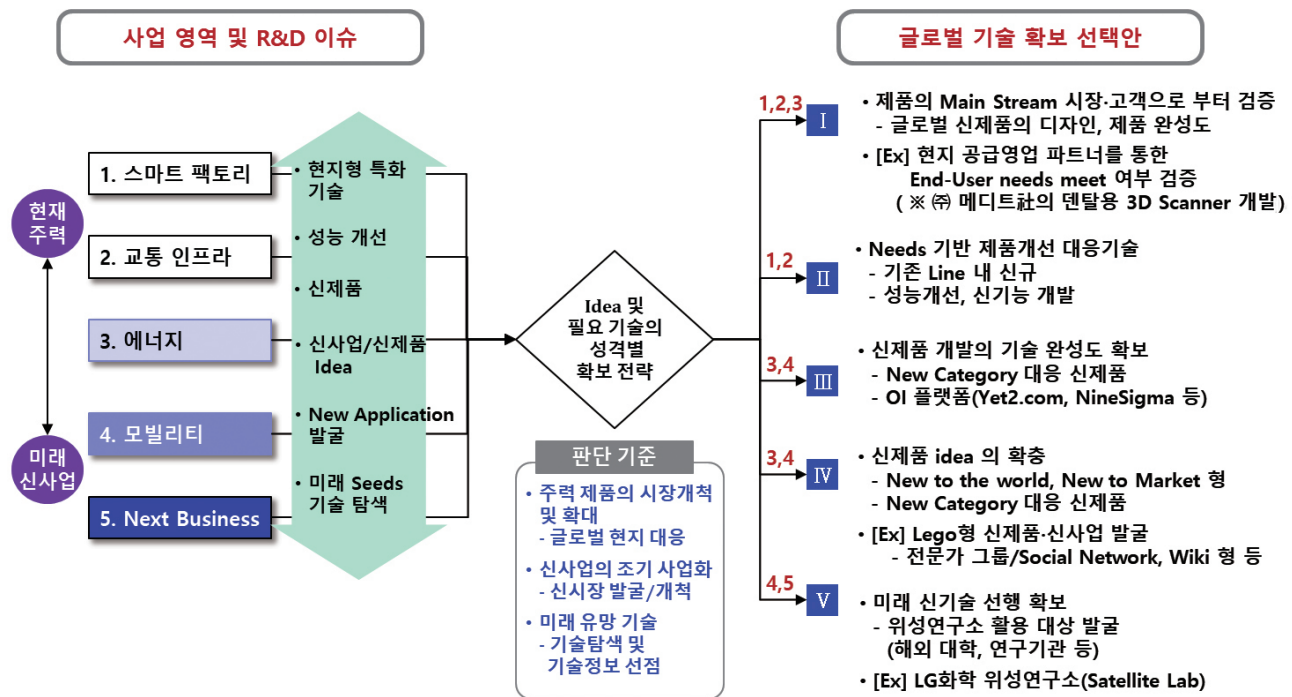 사업 영역 및 R&D 이슈
글로벌 기술 확보 선택안
현재
주력
미래
신사업
1. 스마트 팩토리
2. 교통 인프라
3. 에너지
4. 모빌리티
5. Next Business
• 현지형 특화
기술
• 성능 개선
• 신제품
• 신사업/신제품
Idea
• New Application
발굴
• 미래 Seeds
기술 탐색
Idea 및
필요 기술의
성격별
확보 전략
판단 기준
• 주력 제품의 시장개척
및 확대
- 글로벌 현지 대응
• 신사업의 조기 사업화
- 신시장 발굴/개척
• 미래 유망 기술
- 기술탐색 및
기술정보 선점
1,2,3
Ⅰ
• 제품의 Main Stream 시장·고객으로 부터 검증
- 글로벌 신제품의 디자인, 제품 완성도
• [Ex] 현지 공급영업 파트너를 통한
End-User needs meet 여부 검증
( ※ ㈜ 메디트社의 덴탈용 3D Scanner 개발)
1,2
Ⅱ
• Needs 기반 제품개선 대응기술
- 기존 Line 내 신규
- 성능개선, 신기능 개발
3,4
Ⅲ
• 신제품 개발의 기술 완성도 확보
- New Category 대응 신제품
- OI 플랫폼(Yet2.com, NineSigma 등)
3,4
Ⅳ
• 신제품 idea 의 확충
- New to the world, New to Market 형
- New Category 대응 신제품
• [Ex] Lego형 신제품·신사업 발굴
- 전문가 그룹/Social Network, Wiki 형 등
4,5
Ⅴ
• 미래 신기술 선행 확보
- 위성연구소 활용 대상 발굴
(해외 대학, 연구기관 등)
• [Ex] LG화학 위성연구소(Satellite Lab)